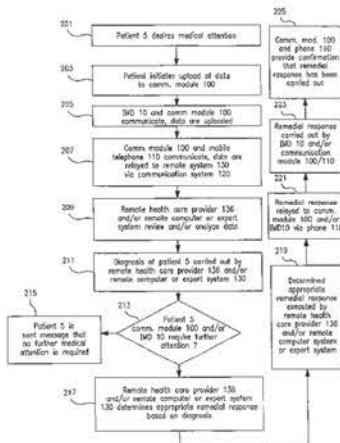 201
Patient 5 desires medical attention
203
Patient initiates upload of data
to comm. module 100
205
IMD 10 and comm module 100
communicate, data are uploaded
207
Comm module 100 and mobile
telephone 110 communicate, data are
relayed to remote system 130
via communication system 120
209
Remote health care provider 136
and/or remote computer or expert
system review and/or analyze data
211
Diagnosis of patient 5 carried out by
remote health care provider 136 and/or
remote computer or expert system 130
213
Patient 5
comm. module 100 and/or
IMD 10 require further
attention ?
215
Patient 5 is
sent message that
no further medical
attention is required
217
Remote health care provider 136
and/or remote computer or expert system
130 determines appropriate remedial response
based on diagnosis
219
Determined
appropriate
remedial response
executed by
remote health care
provider 136
and/or remote
computer system
or expert system
221
Remedial response
relayed to comm.
module 100 and/or
IMD10 via phone 110
223
Remedial response
carried out by
IMD 10 and/or
communication
module 100/110
225
Comm. mod. 100
and phone 110
provide confirmation
that remedial
response has been
carried out